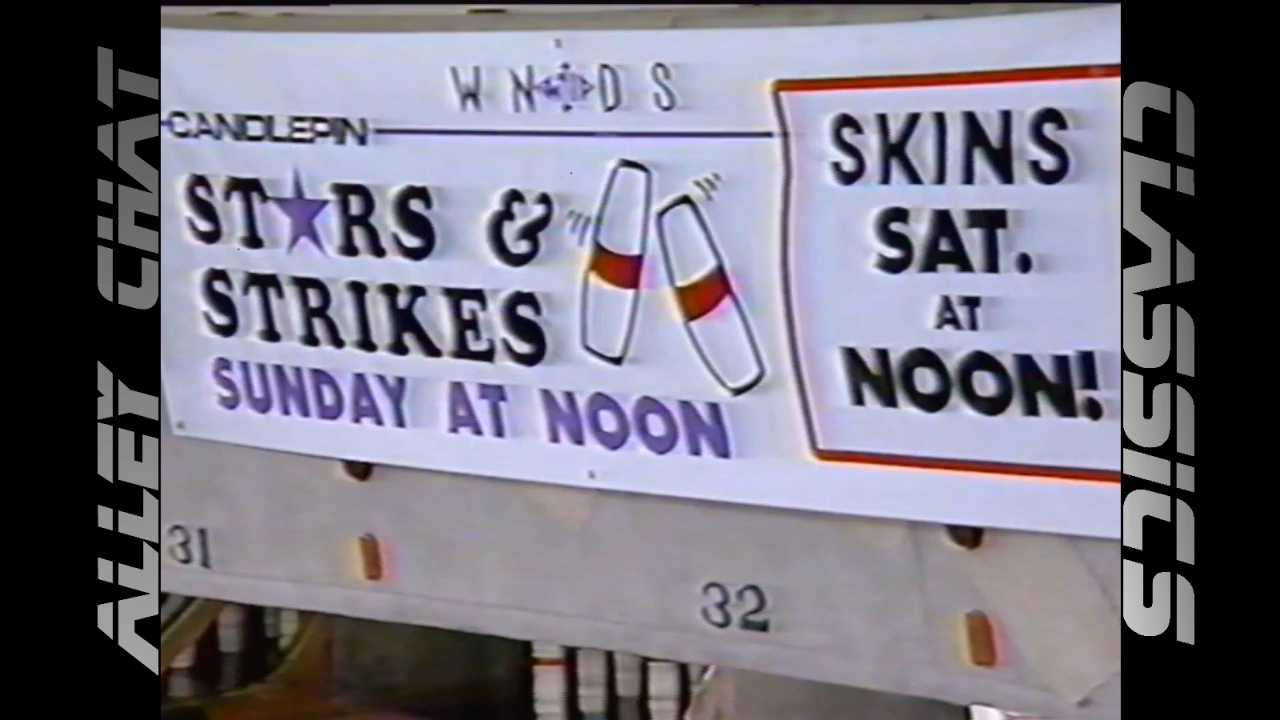 ALLEY CHAT
WNDS
CANDLEPIN
STARS &
STRIKES
SUNDAY AT NOON
SKINS
SAT.
AT
NOON!
31
32
CLASSICS